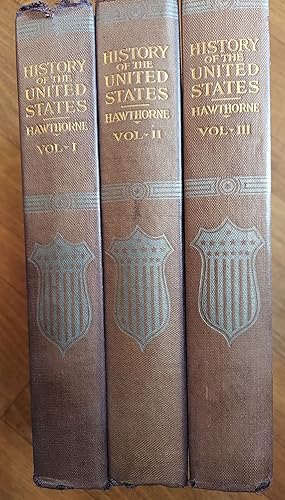 HISTORY
OF THE
UNITED
STATES
HAWTHORNE
VOL-I
HISTORY
OF THE
UNITED
STATES
HAWTHORNE
VOL-II
HISTORY
OF THE
UNITED
STATES
HAWTHORNE
VOL-III